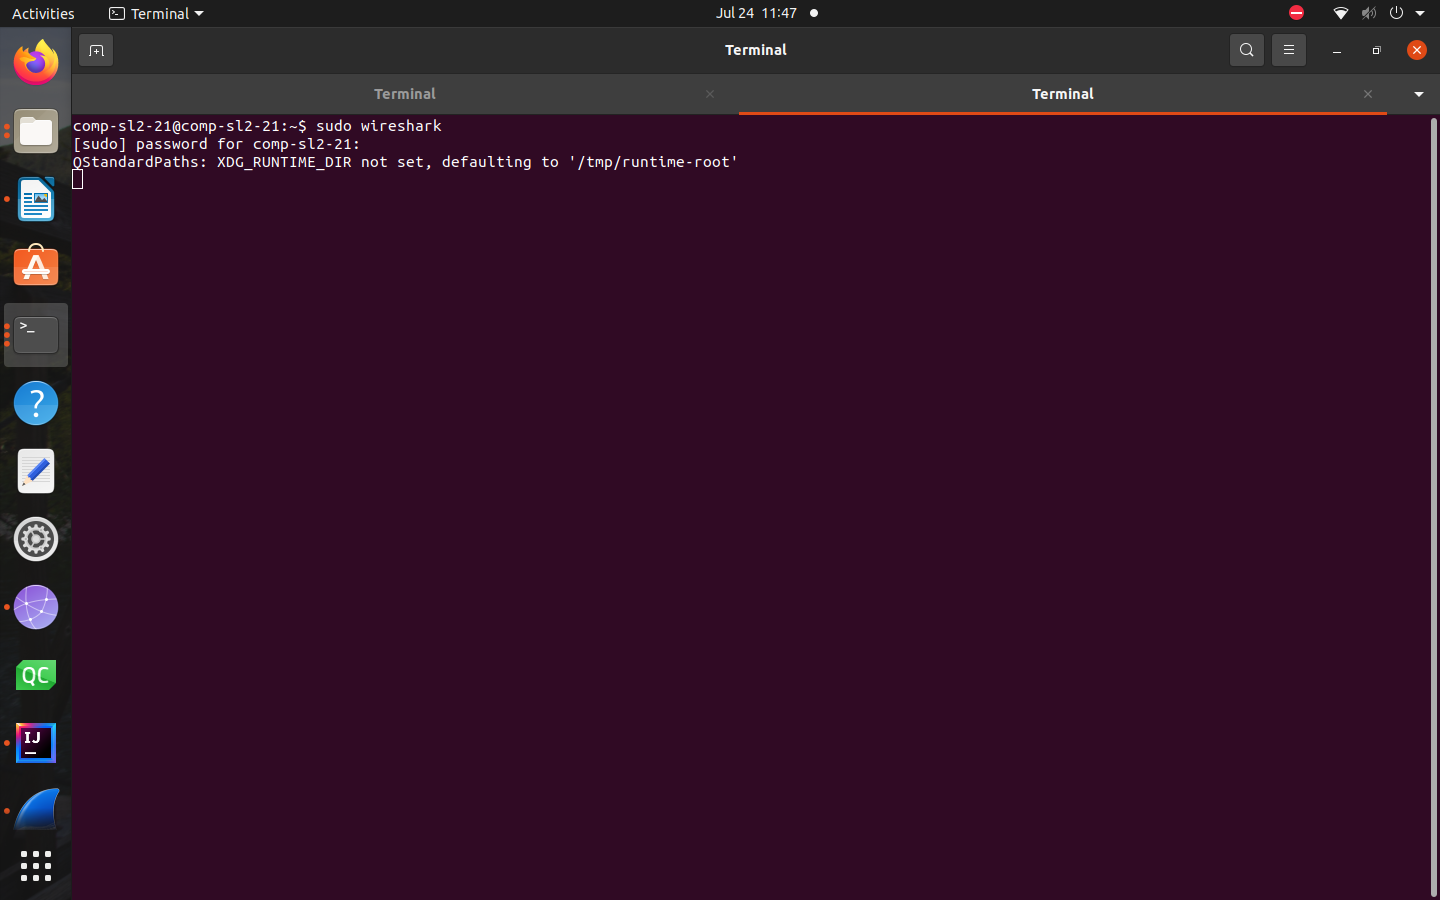 Activities Terminal Jul 24 11:47
Terminal
Terminal Terminal
comp-sl2-21@comp-sl2-21:~$ sudo wireshark
[sudo] password for comp-sl2-21:
QStandardPaths: XDG_RUNTIME_DIR not set, defaulting to '/tmp/runtime-root'
>_
?
QC
IJ